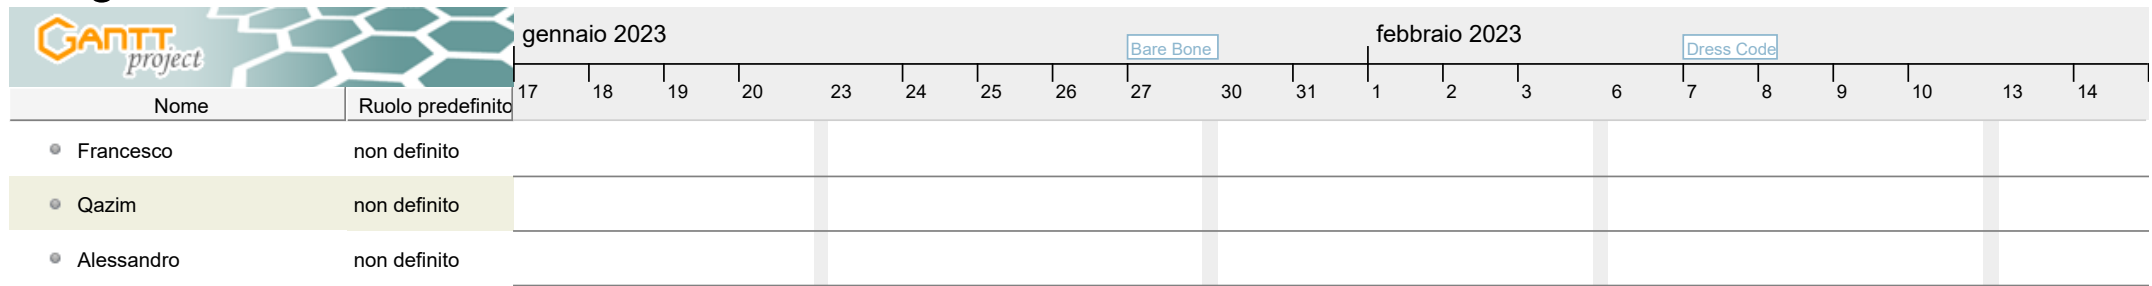 GANTT
project
gennaio 2023
febbraio 2023
Bare Bone
Dress Code
17 18 19 20 23 24 25 26 27 30 31 1 2 3 6 7 8 9 10 13 14
Nome Ruolo predefinito
Francesco non definito
Qazim non definito
Alessandro non definito